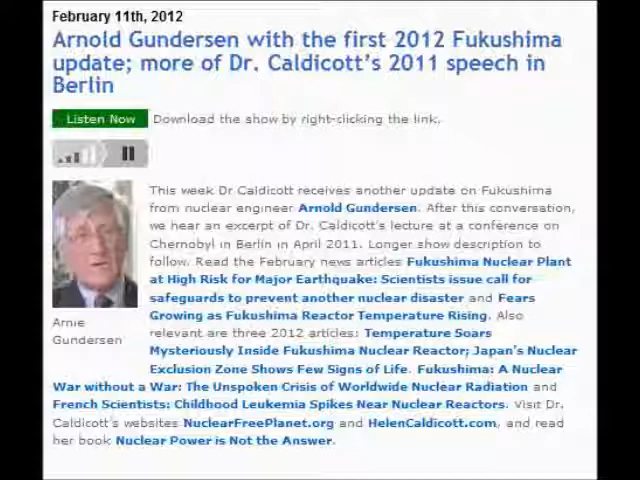 February 11th, 2012
Arnold Gundersen with the first 2012 Fukushima
update; more of Dr. Caldicott's 2011 speech in
Berlin
Listen Now Download the show by right-clicking the link.
This week Dr Caldicott receives another update on Fukushima
from nuclear engineer Arnold Gundersen. After this conversation,
we hear an excerpt of Dr. Caldicott's lecture at a conference on
Chernobyl in Berlin in April 2011. Longer show description to
follow. Read the February news articles Fukushima Nuclear Plant
at High Risk for Major Earthquake: Scientists issue call for
safeguards to prevent another nuclear disaster and Fears
Growing as Fukushima Reactor Temperature Rising. Also
relevant are three 2012 articles: Temperature Soars
Mysteriously Inside Fukushima Nuclear Reactor; Japan's Nuclear
Exclusion Zone Shows Few Signs of Life. Fukushima: A Nuclear
War without a War: The Unspoken Crisis of Worldwide Nuclear Radiation and
French Scientists: Childhood Leukemia Spikes Near Nuclear Reactors. Visit Dr.
Caldicott's websites NuclearFreePlanet.org and HelenCaldicott.com, and read
her book Nuclear Power is Not the Answer.
Arnie
Gundersen